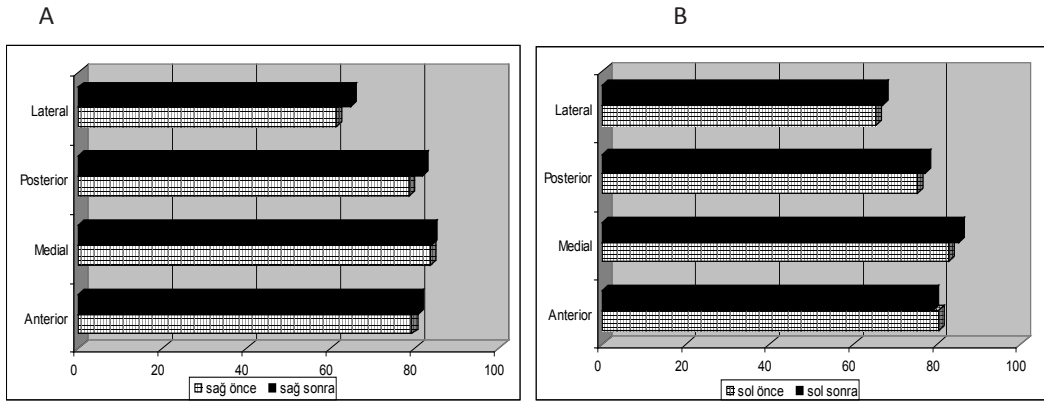 A
B
Lateral
Posterior
Medial
Anterior
0 20 40 60 80 100
sağ önce sağ sonra
Lateral
Posterior
Medial
Anterior
0 20 40 60 80 100
sol önce sol sonra